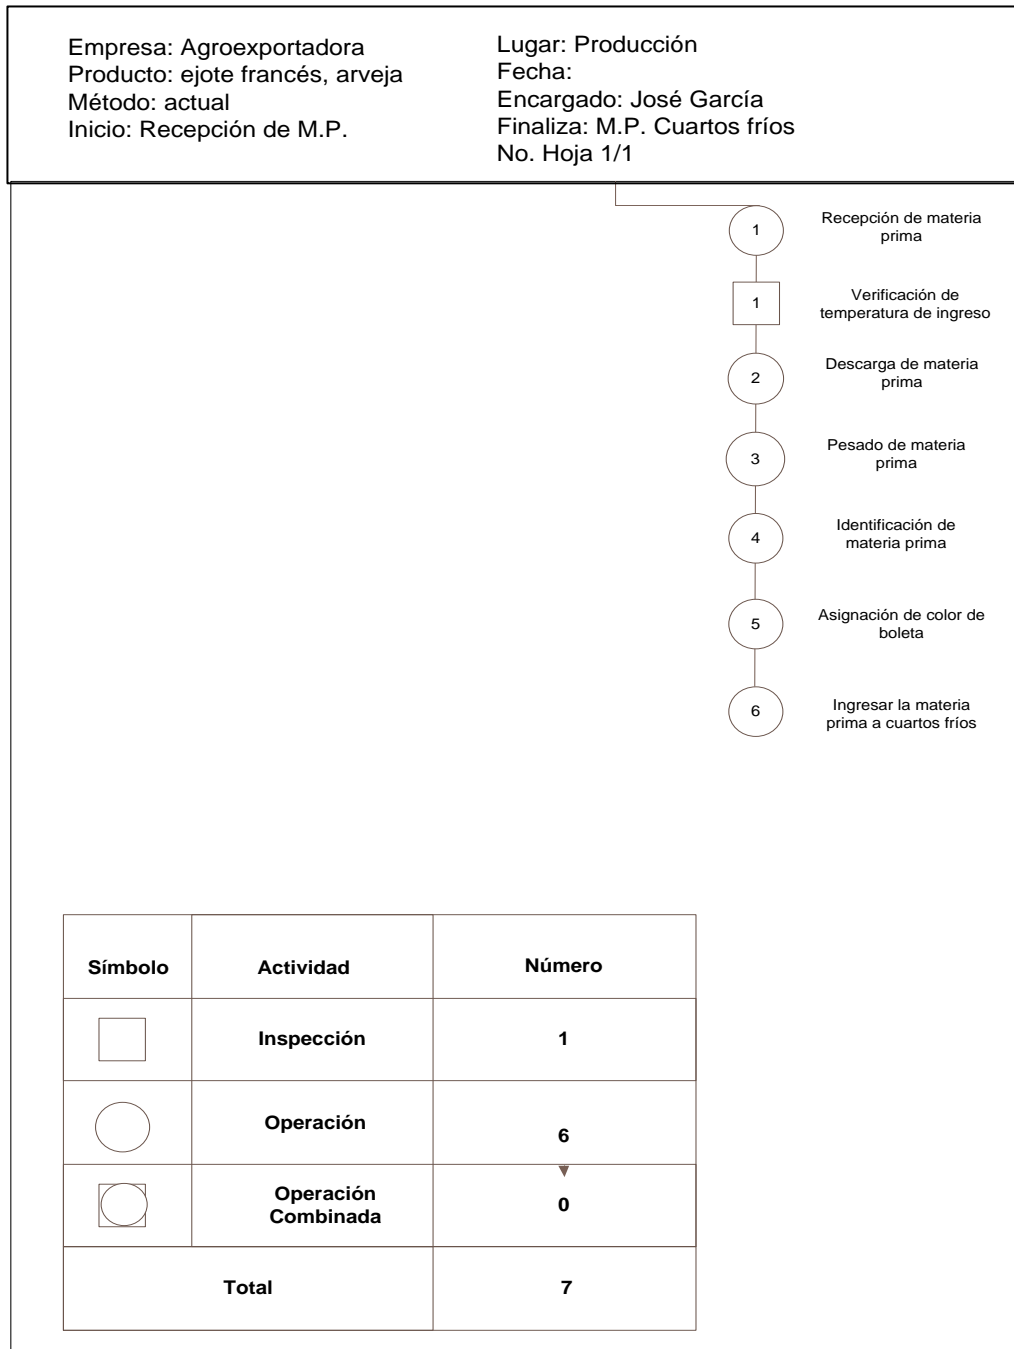 Empresa: Agroexportadora
Producto: ejote francés, arveja
Método: actual
Inicio: Recepción de M.P.
Lugar: Producción
Fecha:
Encargado: José García
Finaliza: M.P. Cuartos fríos
No. Hoja 1/1
1
Recepción de materia
prima
1
Verificación de
temperatura de ingreso
2
Descarga de materia
prima
3
Pesado de materia
prima
4
Identificación de
materia prima
5
Asignación de color de
boleta
6
Ingresar la materia
prima a cuartos fríos
Símbolo Actividad Número
Inspección 1
Operación 6
Operación
Combinada 0
Total 7